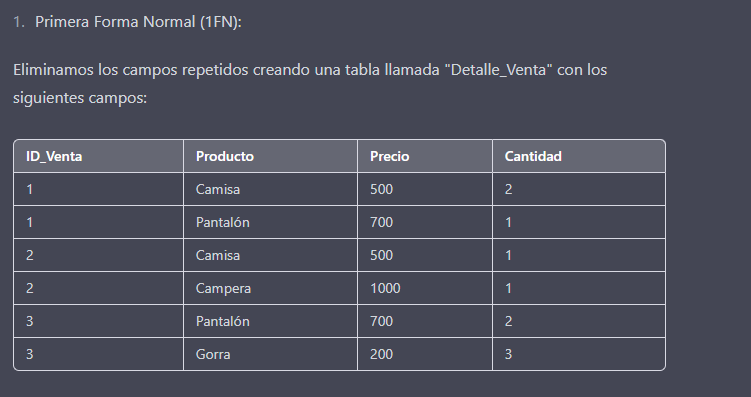 1. Primera Forma Normal (1FN):
Eliminamos los campos repetidos creando una tabla llamada "Detalle_Venta" con los
siguientes campos:
ID_Venta Producto Precio Cantidad
1 Camisa 500 2
1 Pantalón 700 1
2 Camisa 500 1
2 Campera 1000 1
3 Pantalón 700 2
3 Gorra 200 3